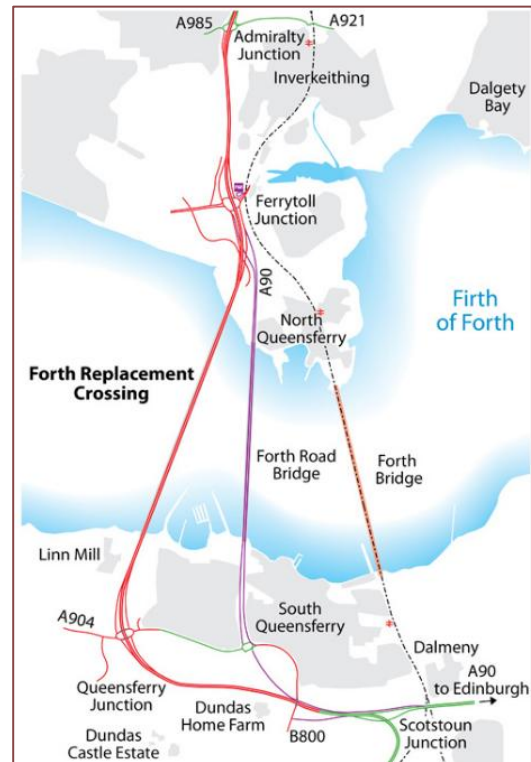 A985
A921
Admiralty
Junction
Inverkeithing
Dalgety
Bay
Ferrytoll
Junction
A90
North
Queensferry
Firth
of Forth
Forth Replacement
Crossing
Forth Road
Bridge
Forth
Bridge
Linn Mill
A904
South
Queensferry
Dalmeny
A90
to Edinburgh
Queensferry
Junction
Dundas
Home Farm
B800
Scotstoun
Junction
Dundas
Castle Estate